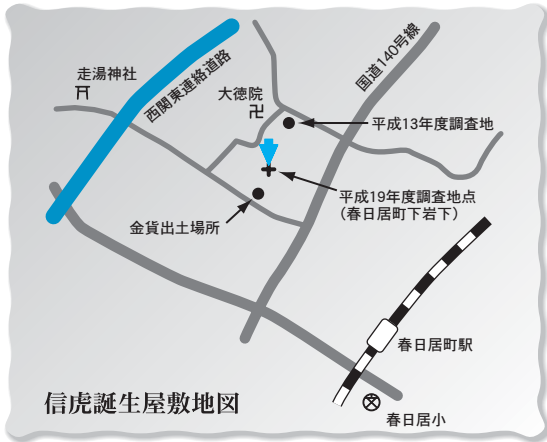 国道140号線
西関東連絡道路
走湯神社
大徳院
平成13年度調査地
平成19年度調査地点
（春日居町下岩下）
金貨出土場所
春日居町駅
信虎誕生屋敷地図
春日居小